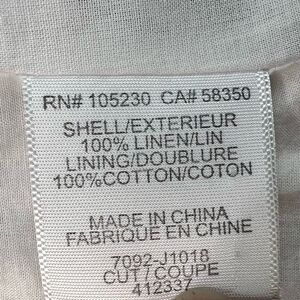 RN# 105230 CA# 58350
SHELL/EXTERIEUR
100% LINEN/LIN
LINING/DOUBLURE
100%COTTON/COTON
MADE IN CHINA
FABRIQUE EN CHINE
7092-J1018
CUT/COUPE
412337